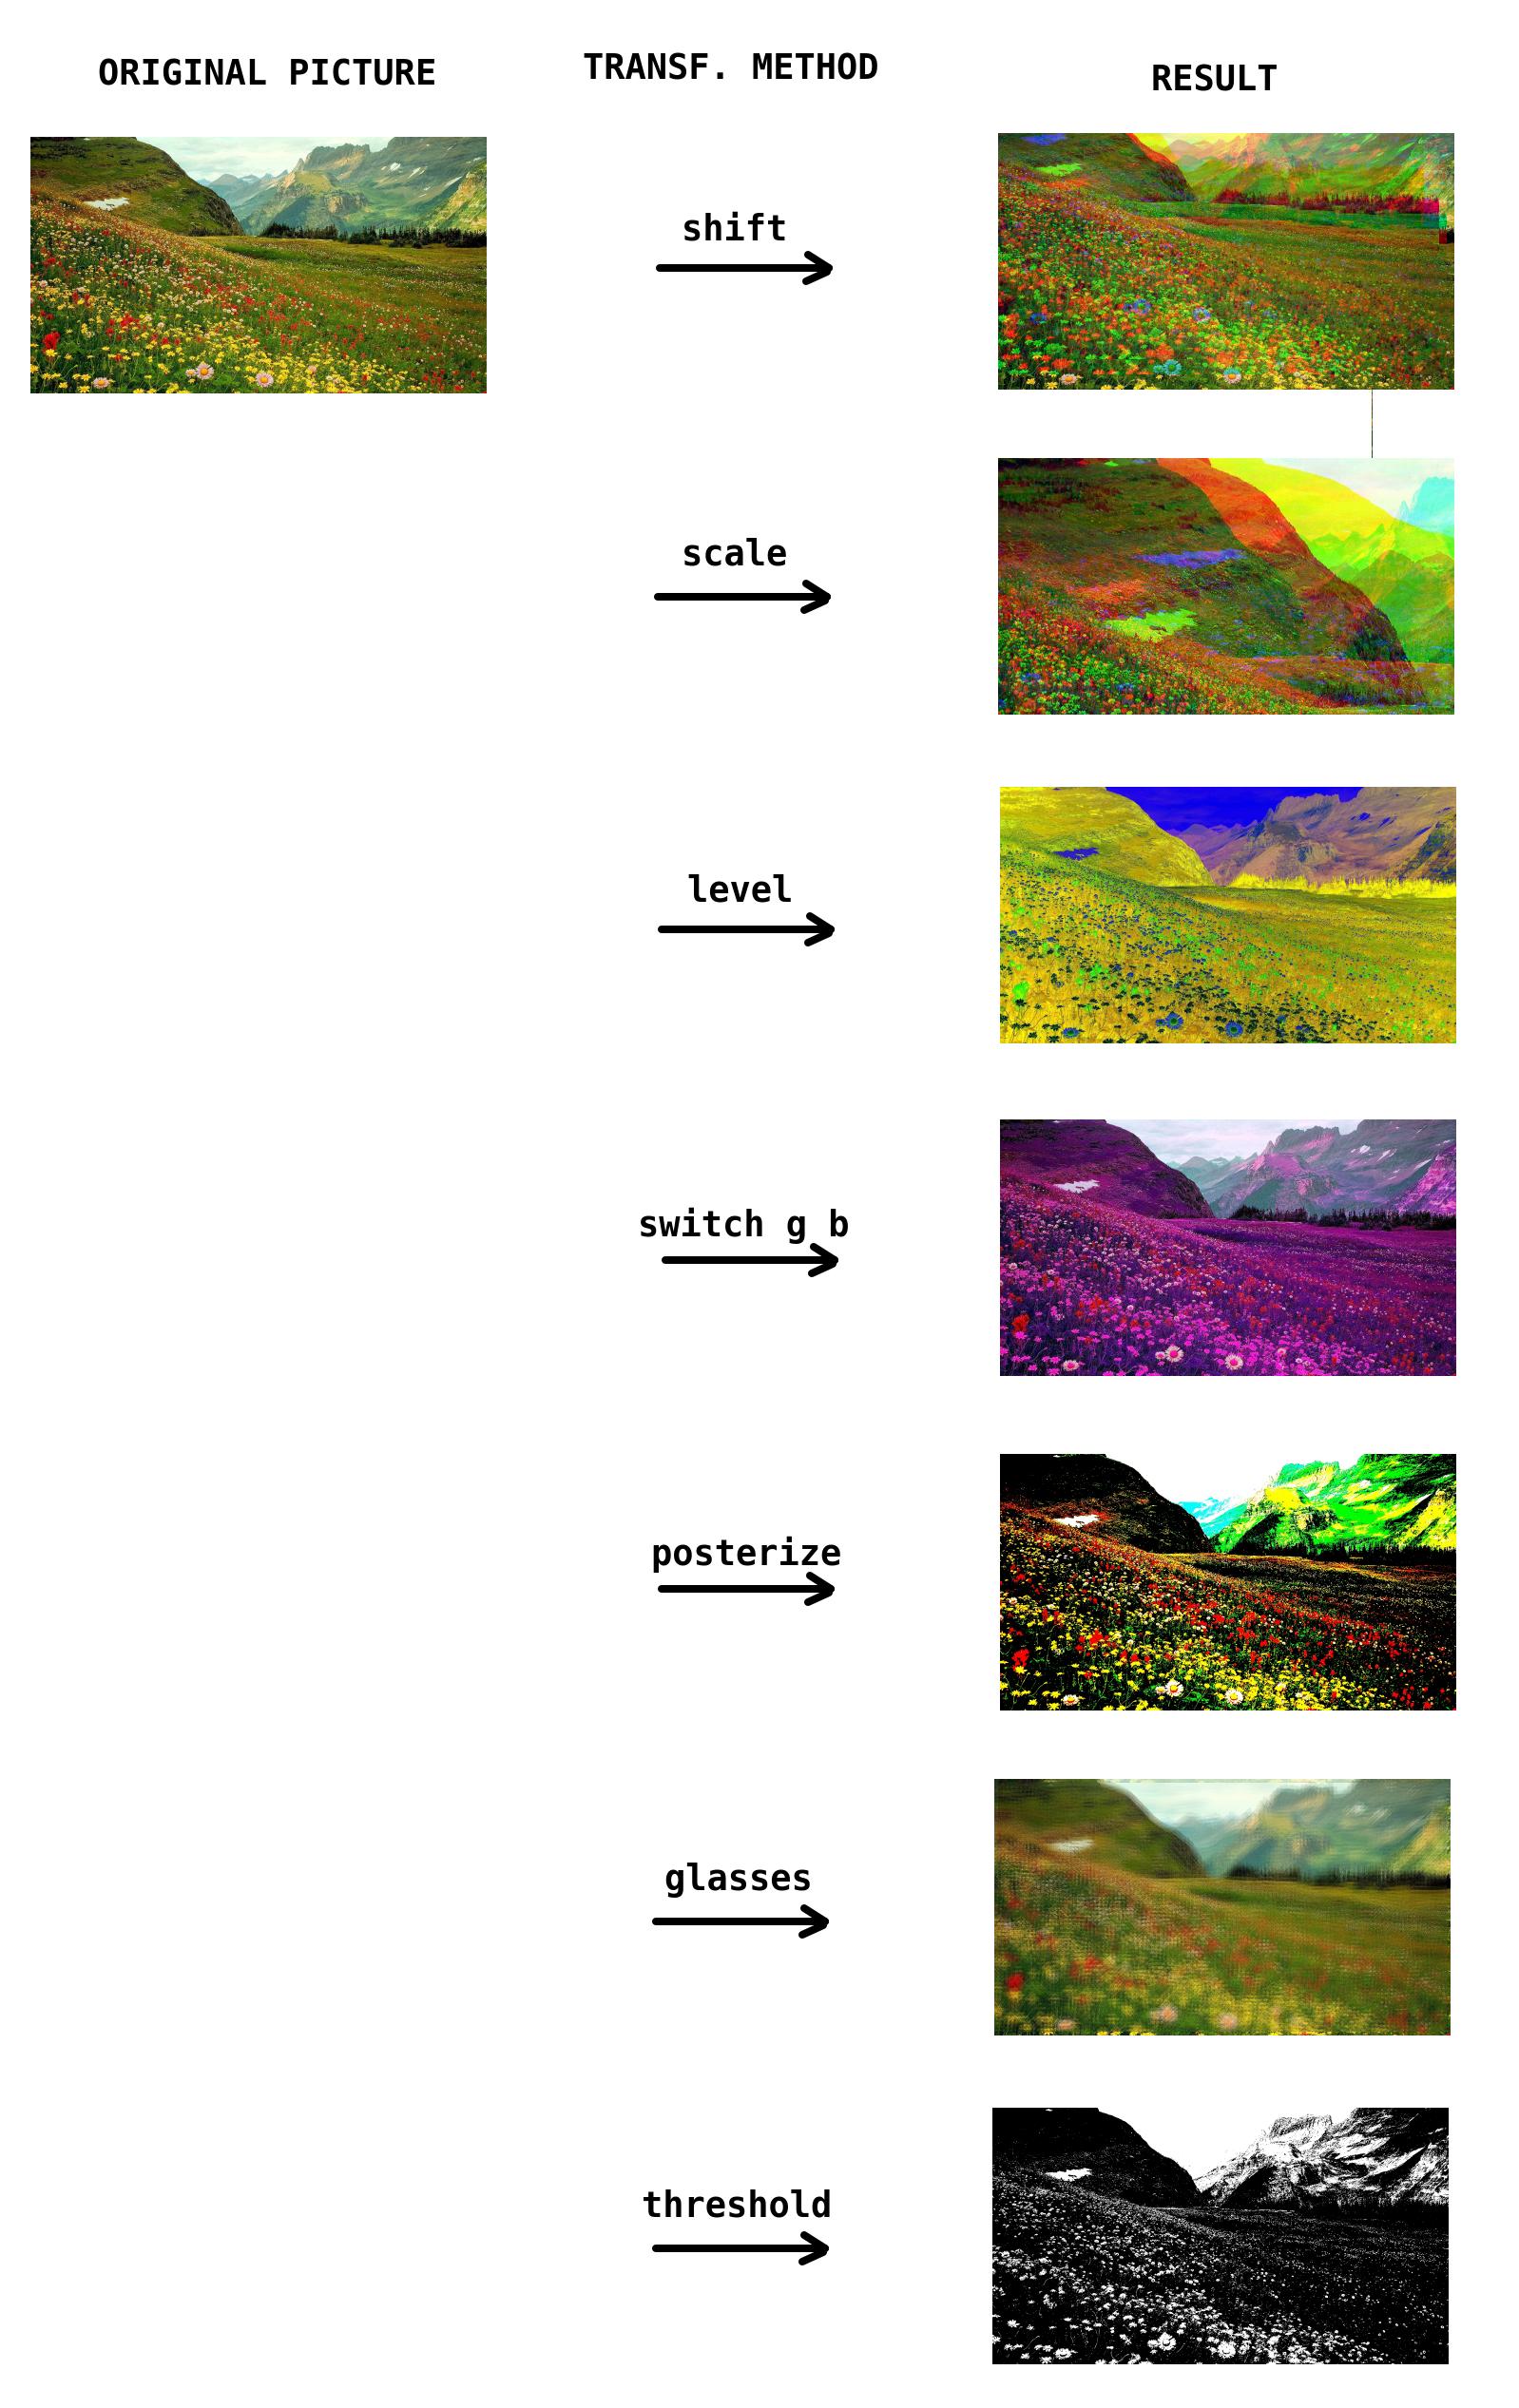 ORIGINAL PICTURE
TRANSF. METHOD
RESULT
shift
scale
level
switch g b
posterize
glasses
threshold